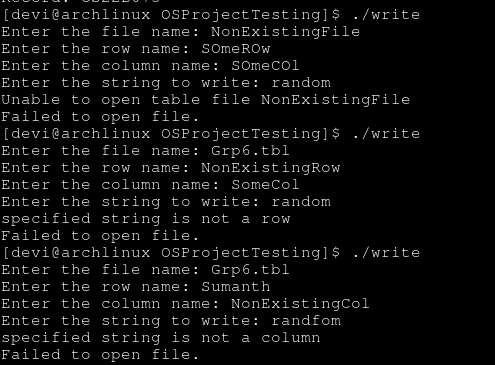 [devi@archlinux OSProjectTesting]$ ./write
Enter the file name: NonExistingFile
Enter the row name: SOmeROw
Enter the column name: SOmeCOl
Enter the string to write: random
Unable to open table file NonExistingFile
Failed to open file.
[devi@archlinux OSProjectTesting]$ ./write
Enter the file name: Grp6.tbl
Enter the row name: NonExistingRow
Enter the column name: SomeCol
Enter the string to write: random
specified string is not a row
Failed to open file.
[devi@archlinux OSProjectTesting]$ ./write
Enter the file name: Grp6.tbl
Enter the row name: Sumanth
Enter the column name: NonExistingCol
Enter the string to write: randfom
specified string is not a column
Failed to open file.